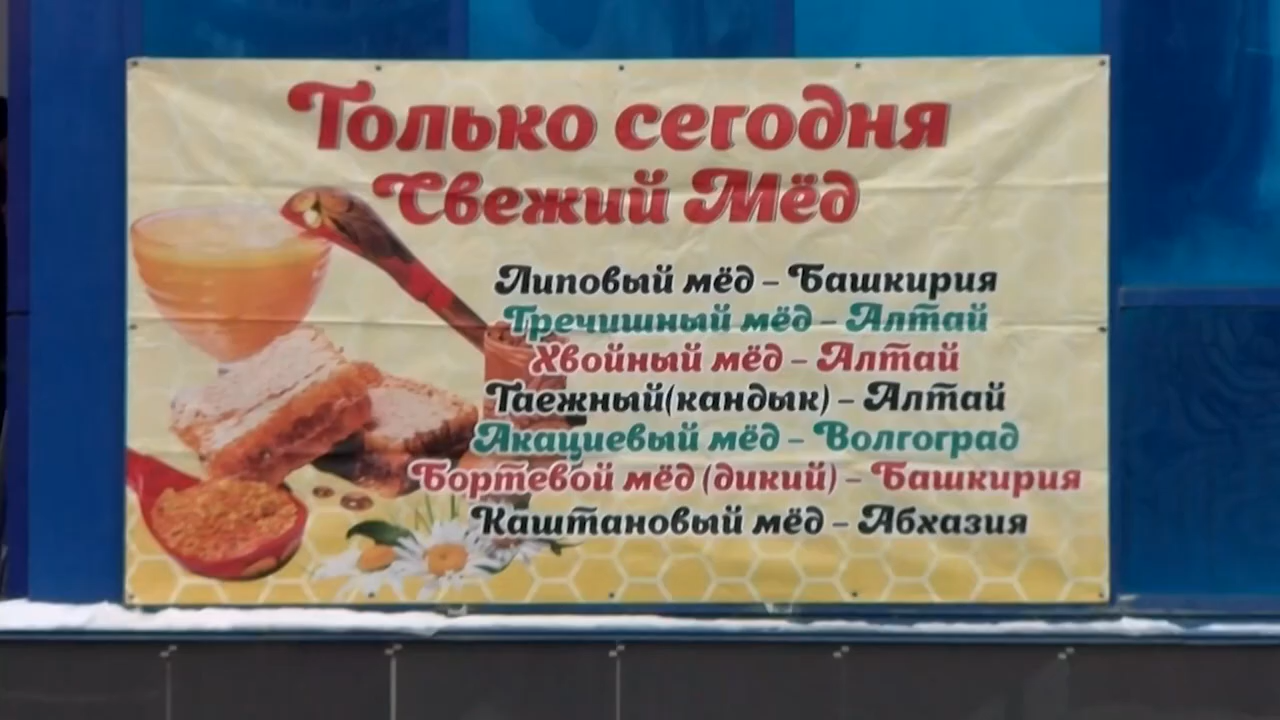 Только сегодня
Свежий Мёд
Липовый мёд – Башкирия
Гречишный мёд – Алтай
Хвойный мёд – Алтай
Таежный(кандык) – Алтай
Акациевый мёд – Волгоград
Бортевой мёд (дикий) – Башкирия
Каштановый мёд – Абхазия